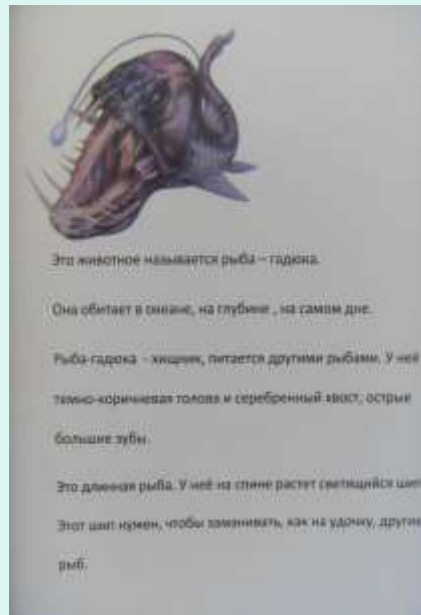 Это животное называется рыба – гадюка.
Она обитает в океане, на глубине , на самом дне.
Рыба-гадюка - хищник, питается другими рыбами. У неё
темно-коричневая голова и серебренный хвост, острые
большие зубы.
Это длинная рыба. У неё на спине растет светящийся шип
Этот шип нужен, чтобы заманивать, как на удочку, других
рыб.